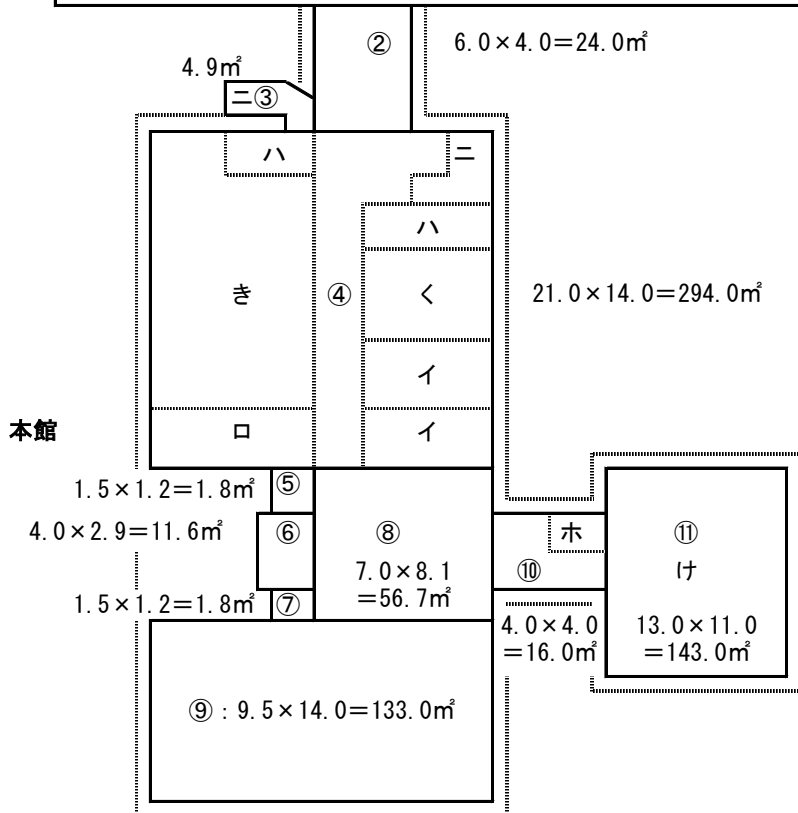 ②
6.0×4.0＝24.0㎡
4.9㎡
ニ③
ハ
ニ
ハ
き
④
く
21.0×14.0＝294.0㎡
イ
本館
ロ
イ
1.5×1.2＝1.8㎡
⑤
4.0×2.9＝11.6㎡
⑥
⑧
7.0×8.1
＝56.7㎡
ホ
⑩
⑪
け
1.5×1.2＝1.8㎡
⑦
4.0×4.0
＝16.0㎡
13.0×11.0
＝143.0㎡
⑨：9.5×14.0＝133.0㎡